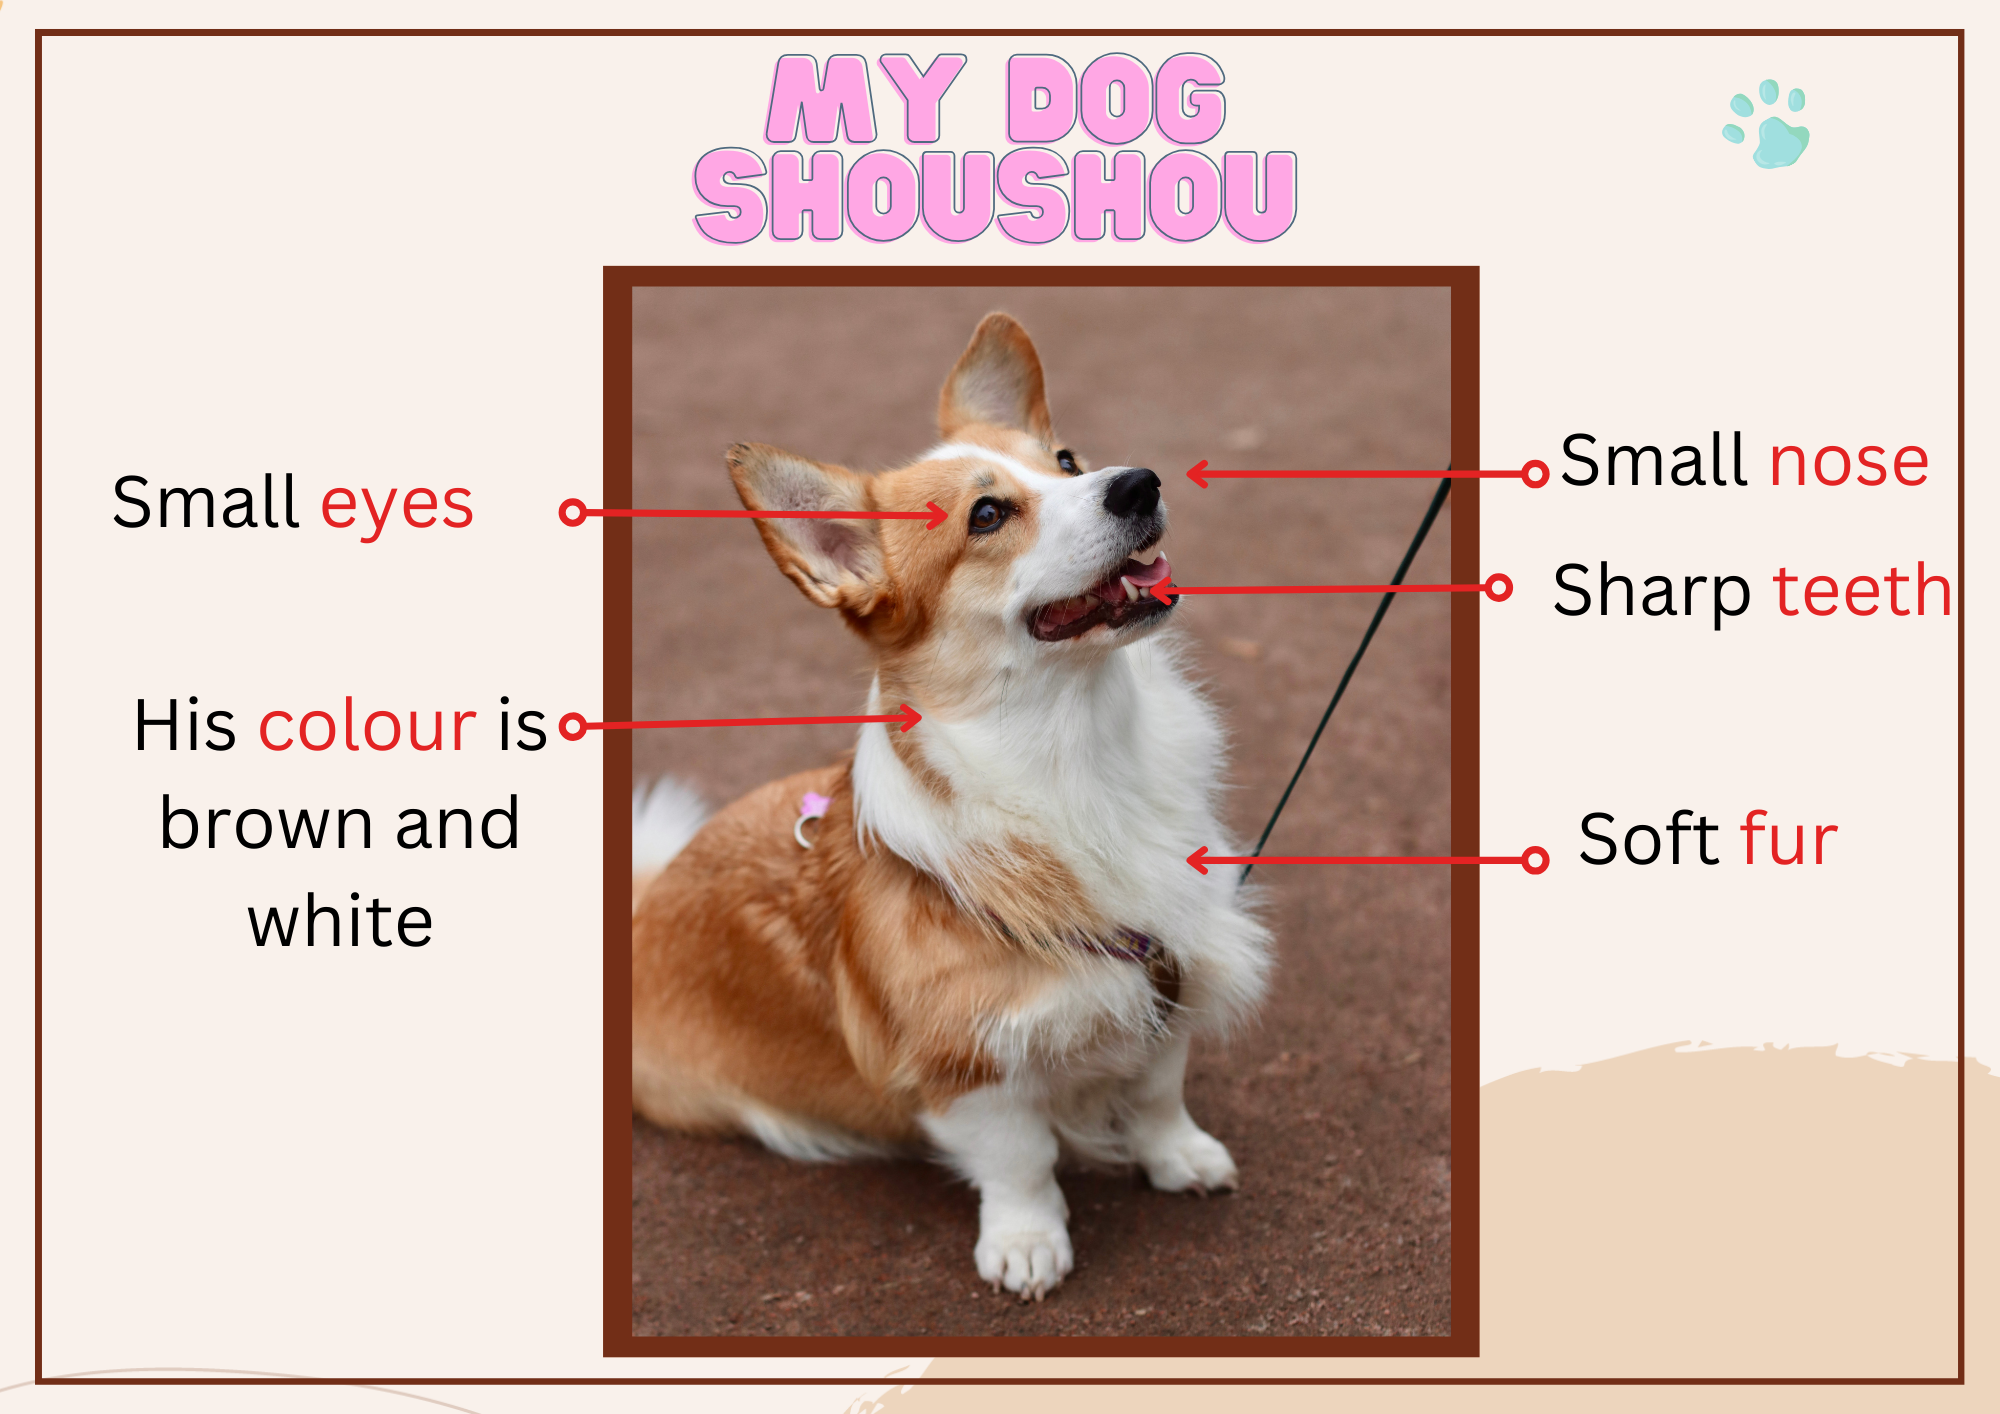 MY DOG
SHOUSHOU
Small eyes
His colour is
brown and
white
Small nose
Sharp teeth
Soft fur